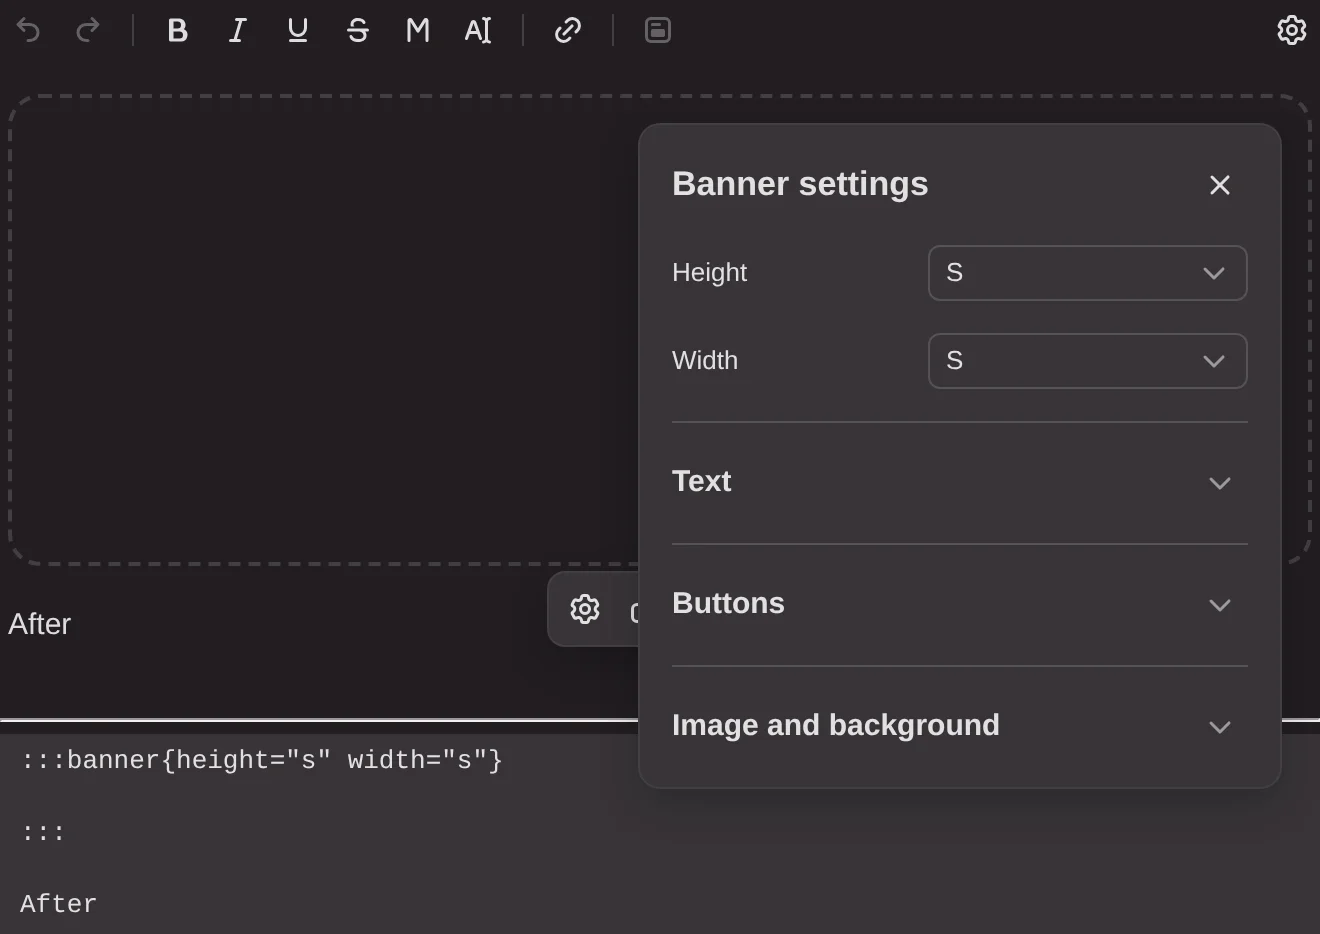 Banner settings
Height
S
Width
S
Text
Buttons
Image and background
After
:::banner{height="s" width="s"}
:::
After